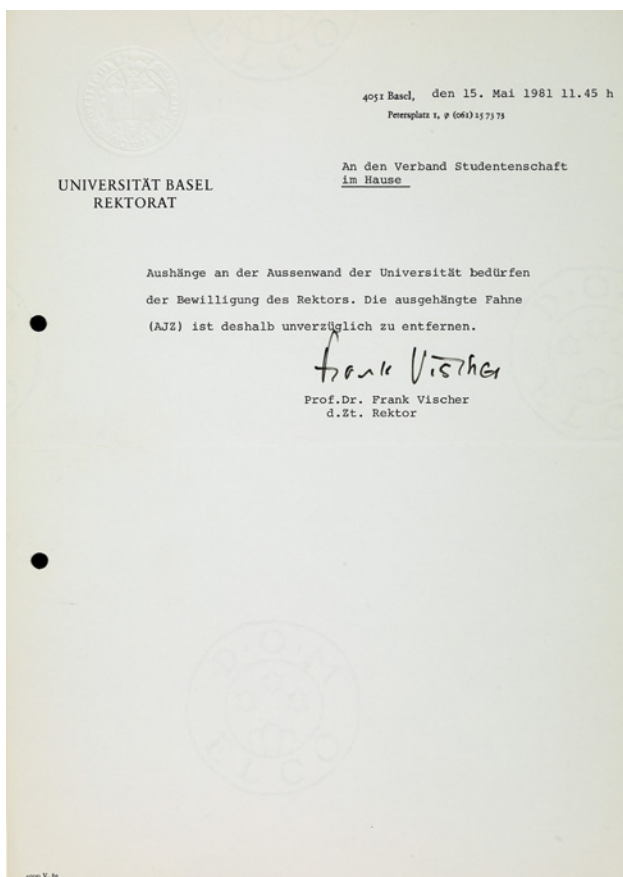 4051 Basel, den 15. Mai 1981 11.45 h
Petersplatz 1, ℘ (061) 25 73 73
UNIVERSITÄT BASEL
REKTORAT
An den Verband Studentenschaft
im Hause
Aushänge an der Aussenwand der Universität bedürfen
der Bewilligung des Rektors. Die ausgehängte Fahne
(AJZ) ist deshalb unverzüglich zu entfernen.
Frank Vischer
Prof.Dr. Frank Vischer
d.Zt. Rektor
DOM
ELCO